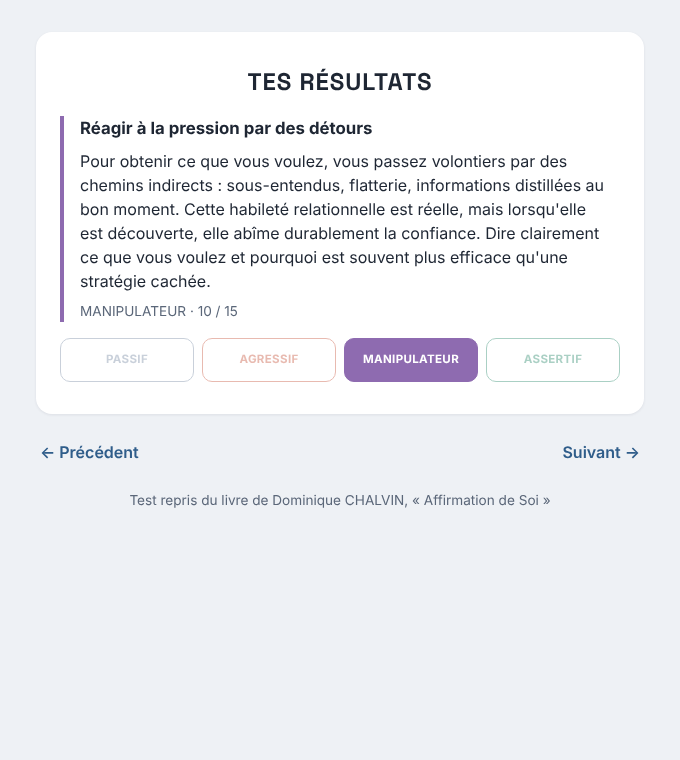 TES RÉSULTATS
Réagir à la pression par des détours
Pour obtenir ce que vous voulez, vous passez volontiers par des
chemins indirects : sous-entendus, flatterie, informations distillées au
bon moment. Cette habileté relationnelle est réelle, mais lorsqu'elle
est découverte, elle abîme durablement la confiance. Dire clairement
ce que vous voulez et pourquoi est souvent plus efficace qu'une
stratégie cachée.
MANIPULATEUR · 10 / 15
PASSIF
AGRESSIF
MANIPULATEUR
ASSERTIF
← Précédent
Suivant →
Test repris du livre de Dominique CHALVIN, « Affirmation de Soi »